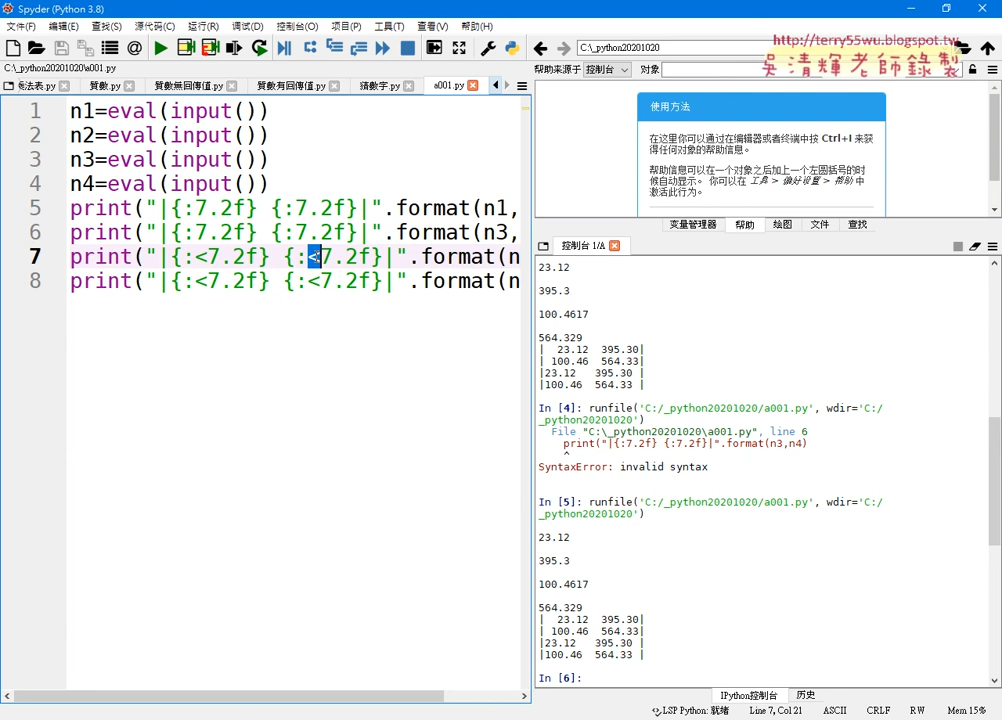 Spyder (Python 3.8)
文件(F) 编辑(E) 查找(S) 源代码(C) 运行(R) 调试(D) 控制台(O) 项目(P) 工具(T) 查看(V) 帮助(H)
C:\_python20201020
http://terry55wu.blogspot.tw
吳清輝老師錄製
C:\_python20201020\a001.py
帮助来源于 控制台 对象
法表.py 質數.py 質數無回傳值.py 質數有回傳值.py 猜數字.py a001.py
1 n1=eval(input())
2 n2=eval(input())
3 n3=eval(input())
4 n4=eval(input())
5 print("|{:7.2f} {:7.2f}|".format(n1,
6 print("|{:7.2f} {:7.2f}|".format(n3,
7 print("|{:<7.2f} {:<7.2f}|".format(n
8 print("|{:<7.2f} {:<7.2f}|".format(n
使用方法
在这里你可以通过在编辑器或者终端中按 Ctrl+I 来获
得任何对象的帮助信息。
帮助信息可以在一个对象之后加上一个左圆括号的时
候自动显示。 你可以在 工具 > 偏好设置 > 帮助 中
激活此行为。
变量管理器 帮助 绘图 文件 查找
控制台 1/A
23.12
395.3
100.4617
564.329
|  23.12  395.30|
| 100.46  564.33|
|23.12   395.30 |
|100.46  564.33 |
In [4]: runfile('C:/_python20201020/a001.py', wdir='C:/
_python20201020')
File "C:\_python20201020\a001.py", line 6
print("|{:7.2f} {:7.2f}|".format(n3,n4)
^
SyntaxError: invalid syntax
In [5]: runfile('C:/_python20201020/a001.py', wdir='C:/
_python20201020')
23.12
395.3
100.4617
564.329
|  23.12  395.30|
| 100.46  564.33|
|23.12   395.30 |
|100.46  564.33 |
In [6]:
IPython控制台 历史
LSP Python: 就绪 Line 7, Col 21 ASCII CRLF RW Mem 15%